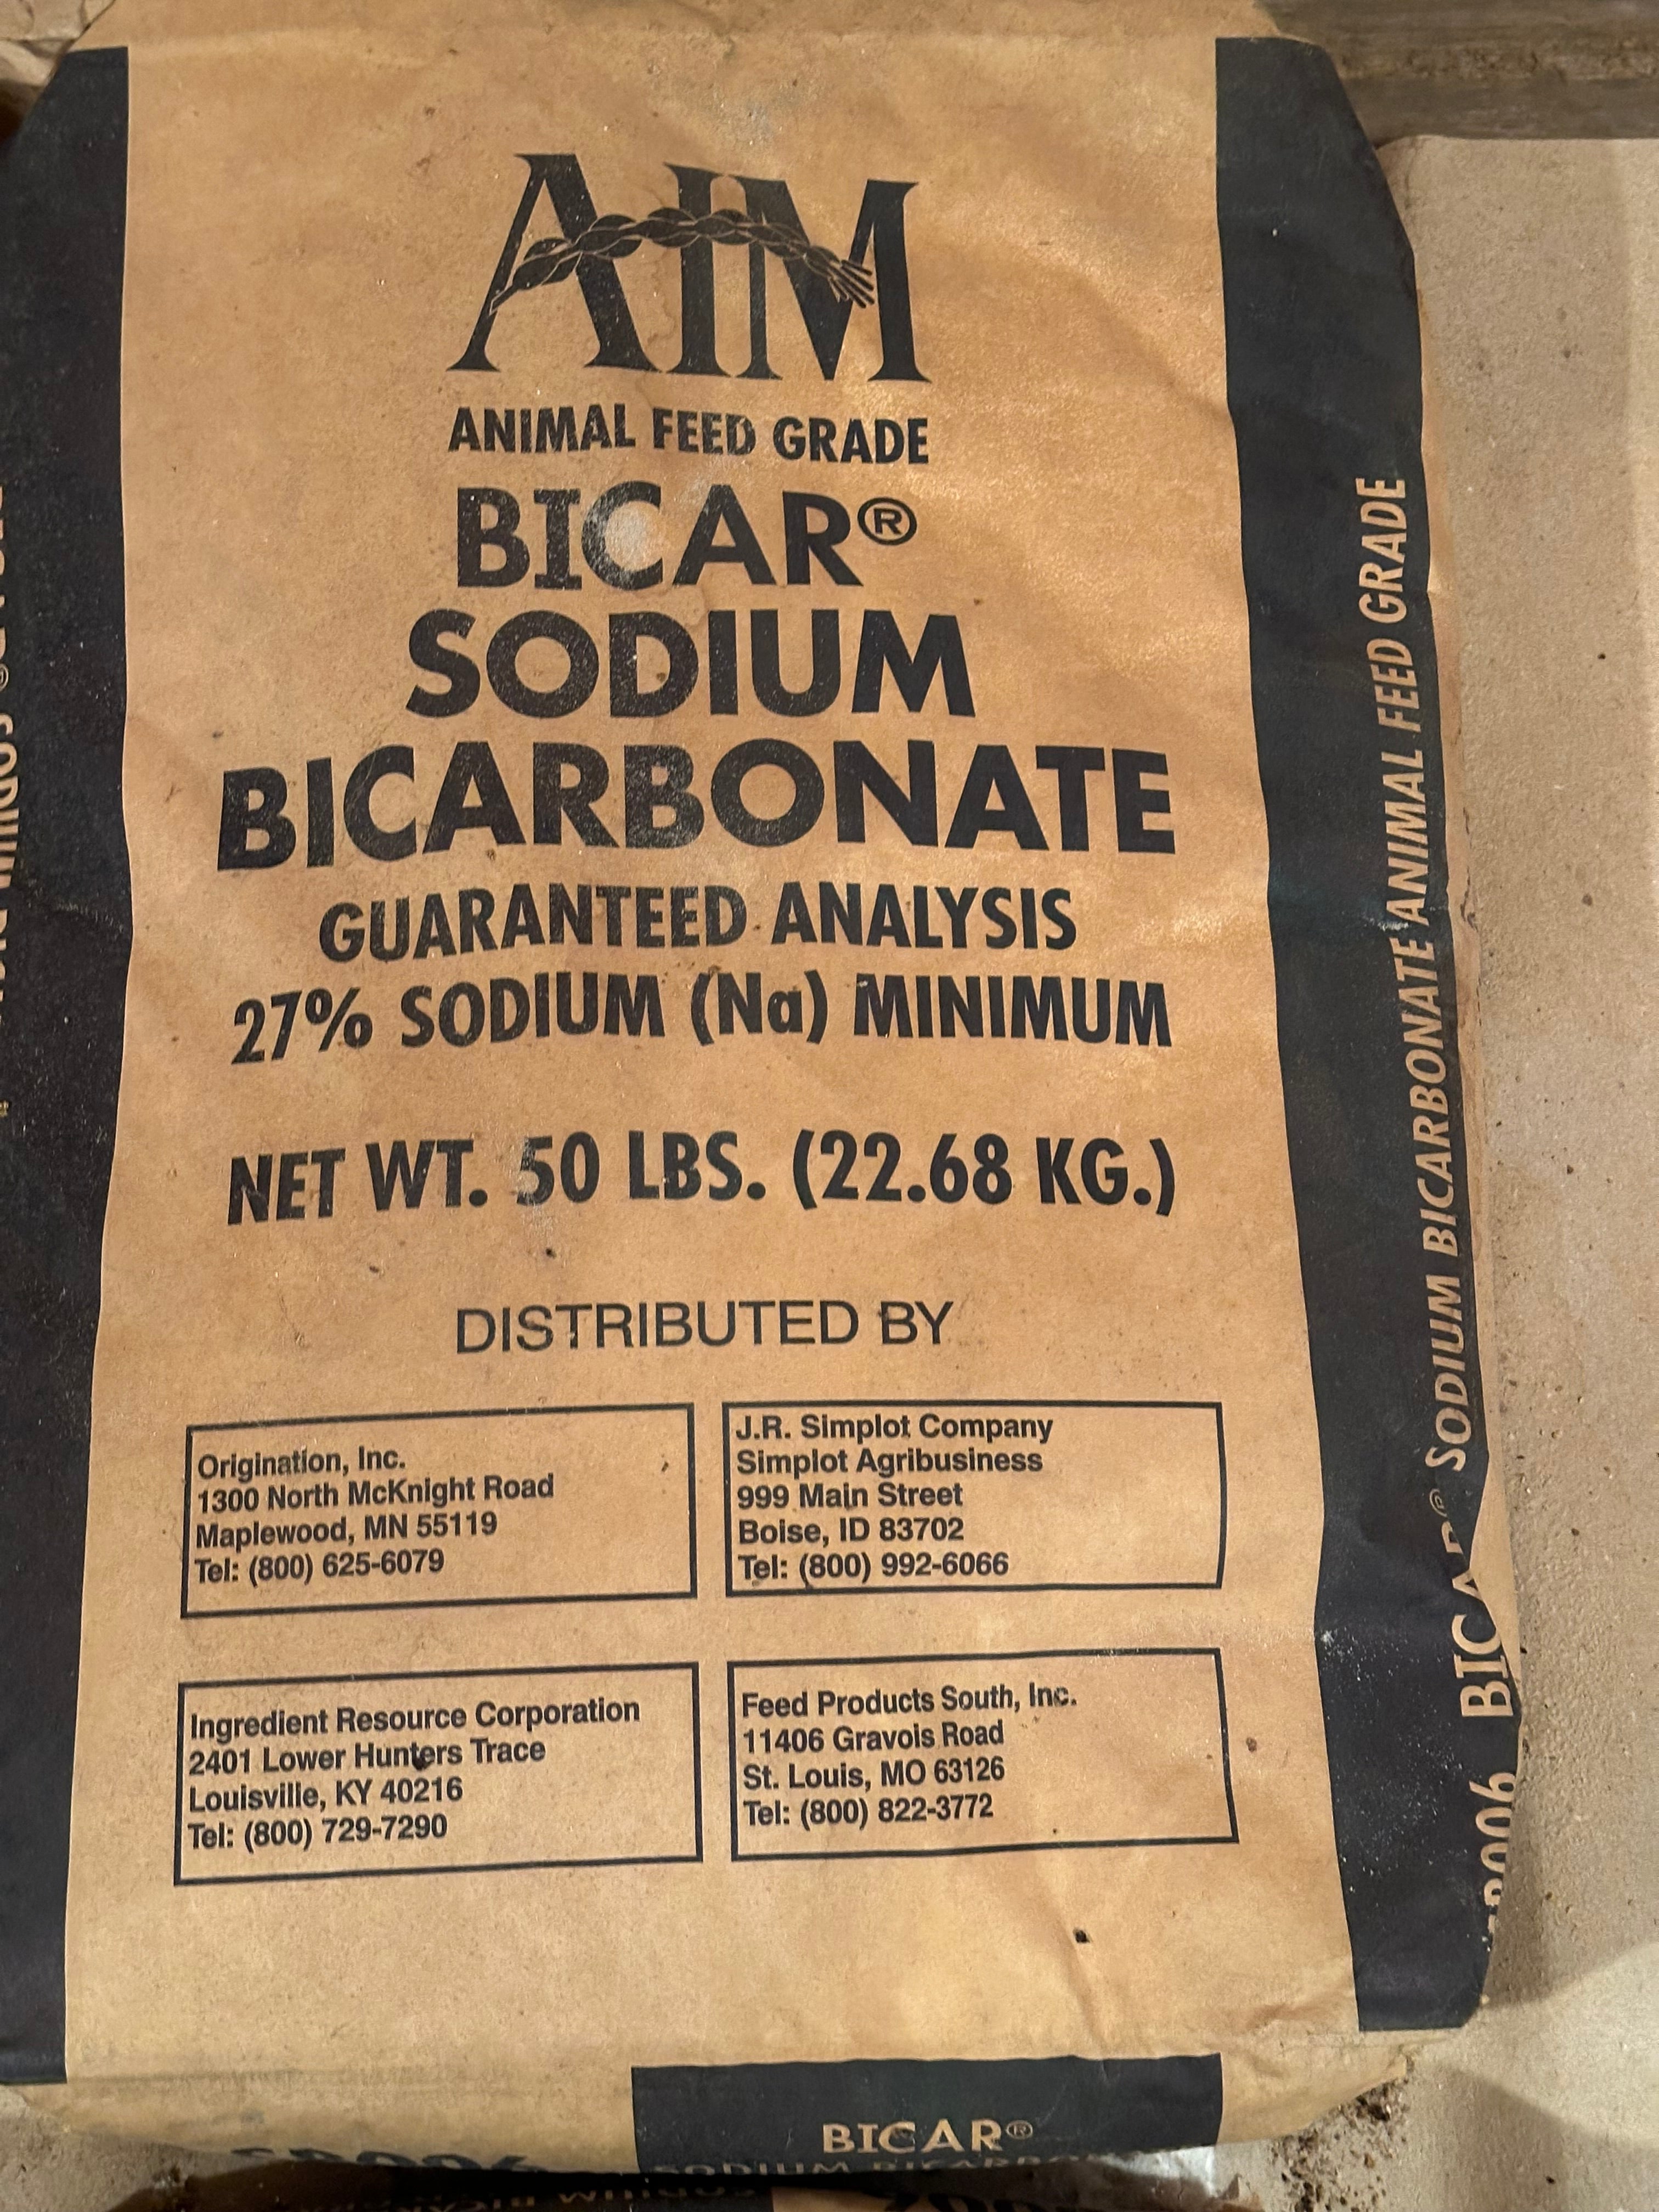 AIM
ANIMAL FEED GRADE
BICAR®
SODIUM
BICARBONATE
GUARANTEED ANALYSIS
27% SODIUM (Na) MINIMUM
NET WT. 50 LBS. (22.68 KG.)
DISTRIBUTED BY
Origination, Inc.
1300 North McKnight Road
Maplewood, MN 55119
Tel: (800) 625-6079
J.R. Simplot Company
Simplot Agribusiness
999 Main Street
Boise, ID 83702
Tel: (800) 992-6066
Ingredient Resource Corporation
2401 Lower Hunters Trace
Louisville, KY 40216
Tel: (800) 729-7290
Feed Products South, Inc.
11406 Gravois Road
St. Louis, MO 63126
Tel: (800) 822-3772
BICAR® SODIUM BICARBONATE ANIMAL FEED GRADE
BICAR®
SODIUM